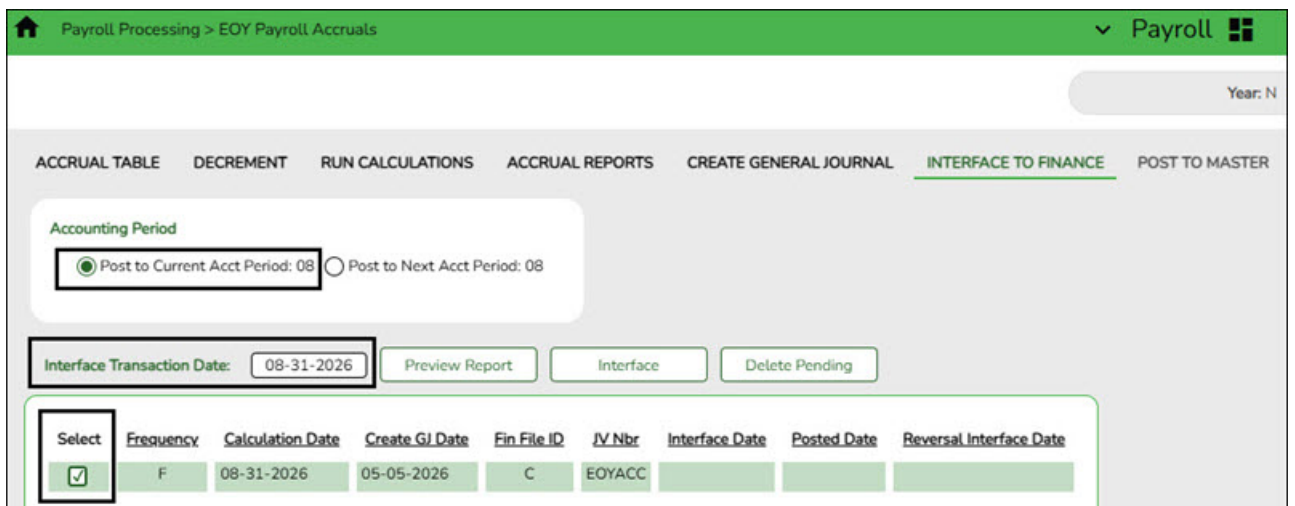 Payroll Processing > EOY Payroll Accruals
Payroll
Year: N
ACCRUAL TABLE DECREMENT RUN CALCULATIONS ACCRUAL REPORTS CREATE GENERAL JOURNAL INTERFACE TO FINANCE POST TO MASTER
Accounting Period
Post to Current Acct Period: 08 Post to Next Acct Period: 08
Interface Transaction Date: 08-31-2026 Preview Report Interface Delete Pending
Select Frequency Calculation Date Create GJ Date Fin File ID JV Nbr Interface Date Posted Date Reversal Interface Date
F 08-31-2026 05-05-2026 C EOYACC